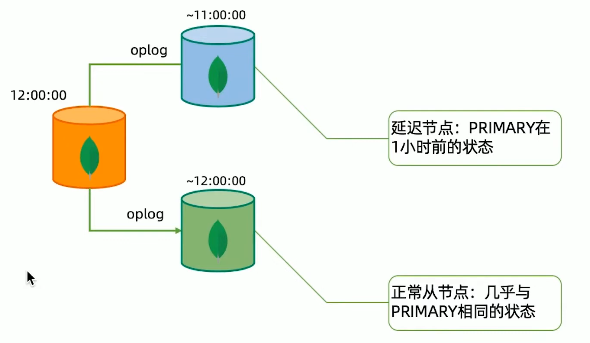 ~11:00:00
oplog
12:00:00
延迟节点：PRIMARY在
1小时前的状态
~12:00:00
oplog
正常从节点：几乎与
PRIMARY相同的状态